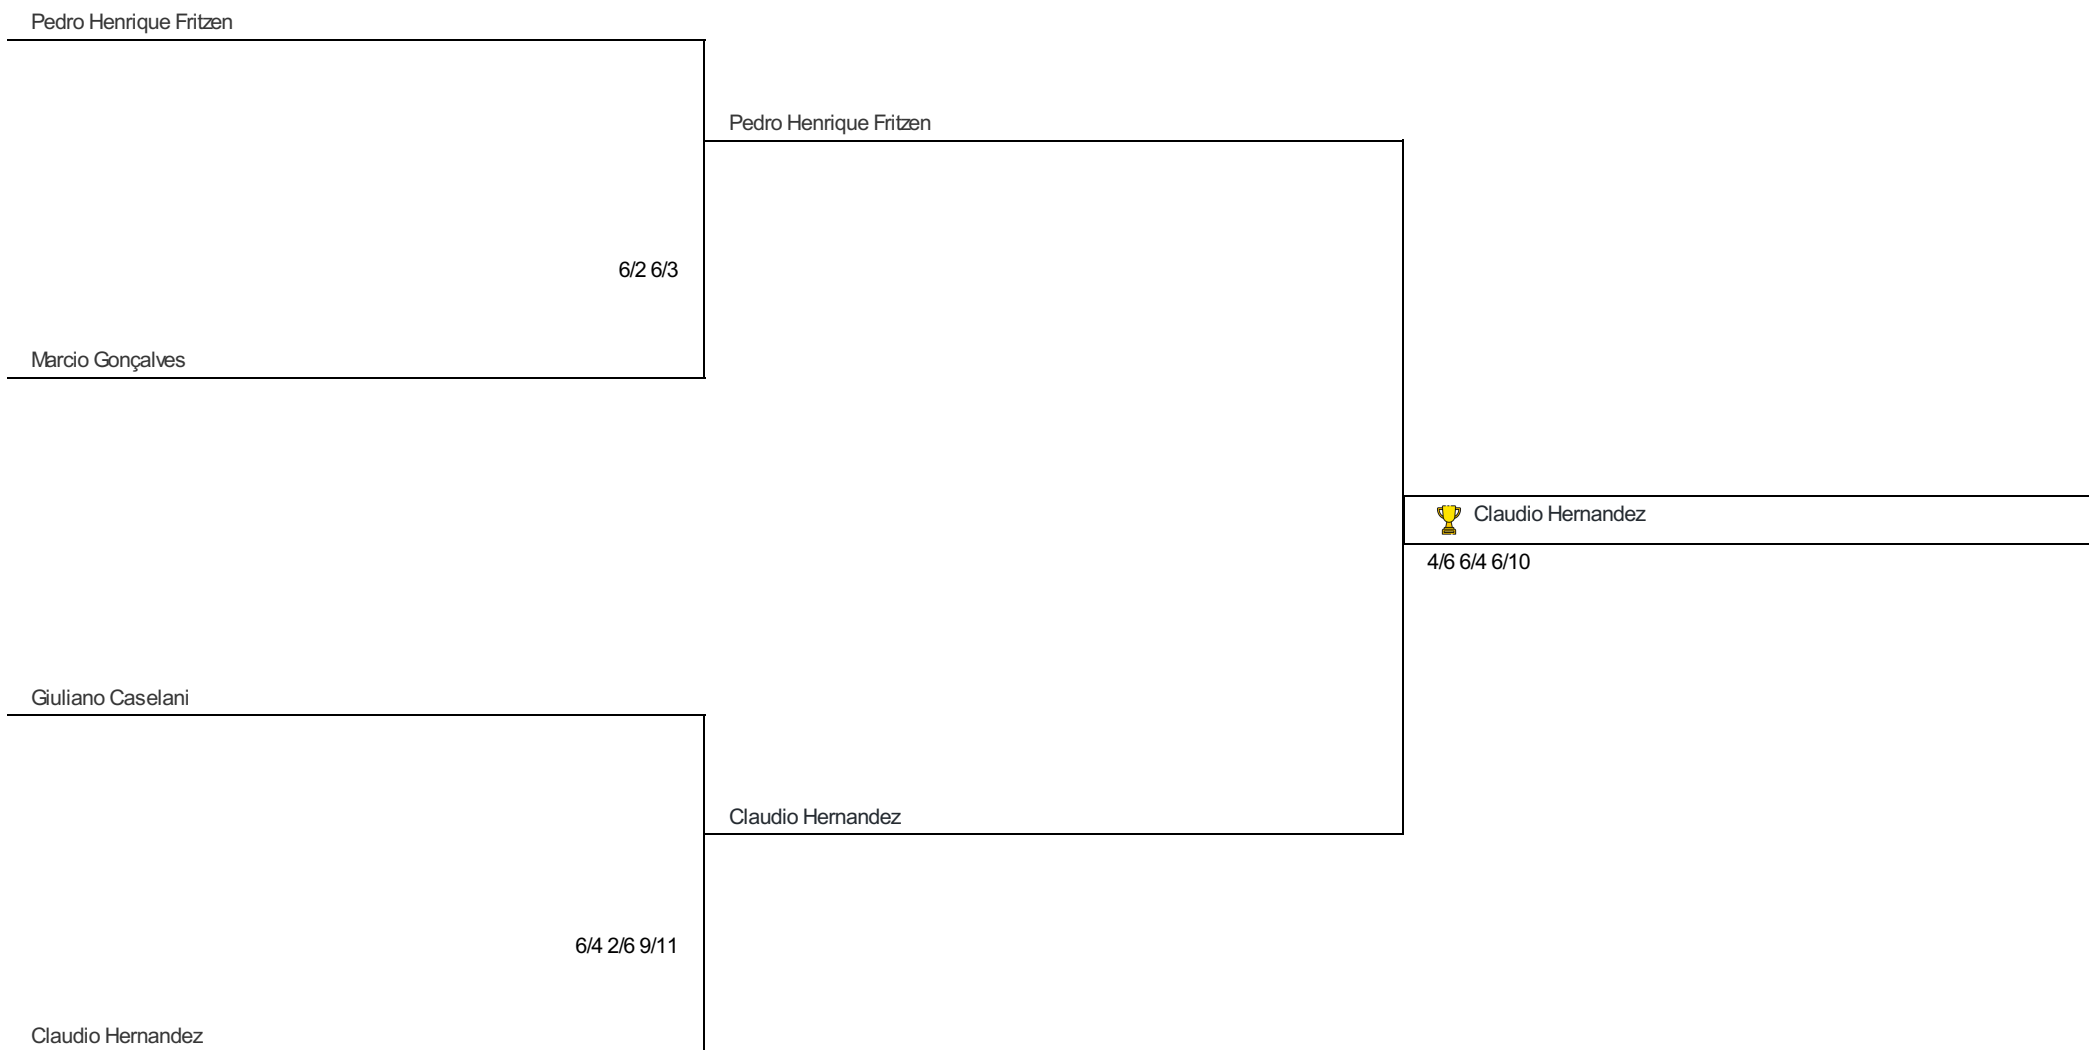 Pedro Henrique Fritzen
Pedro Henrique Fritzen
6/2 6/3
Marcio Gonçalves
Claudio Hernandez
4/6 6/4 6/10
Giuliano Caselani
Claudio Hernandez
6/4 2/6 9/11
Claudio Hernandez